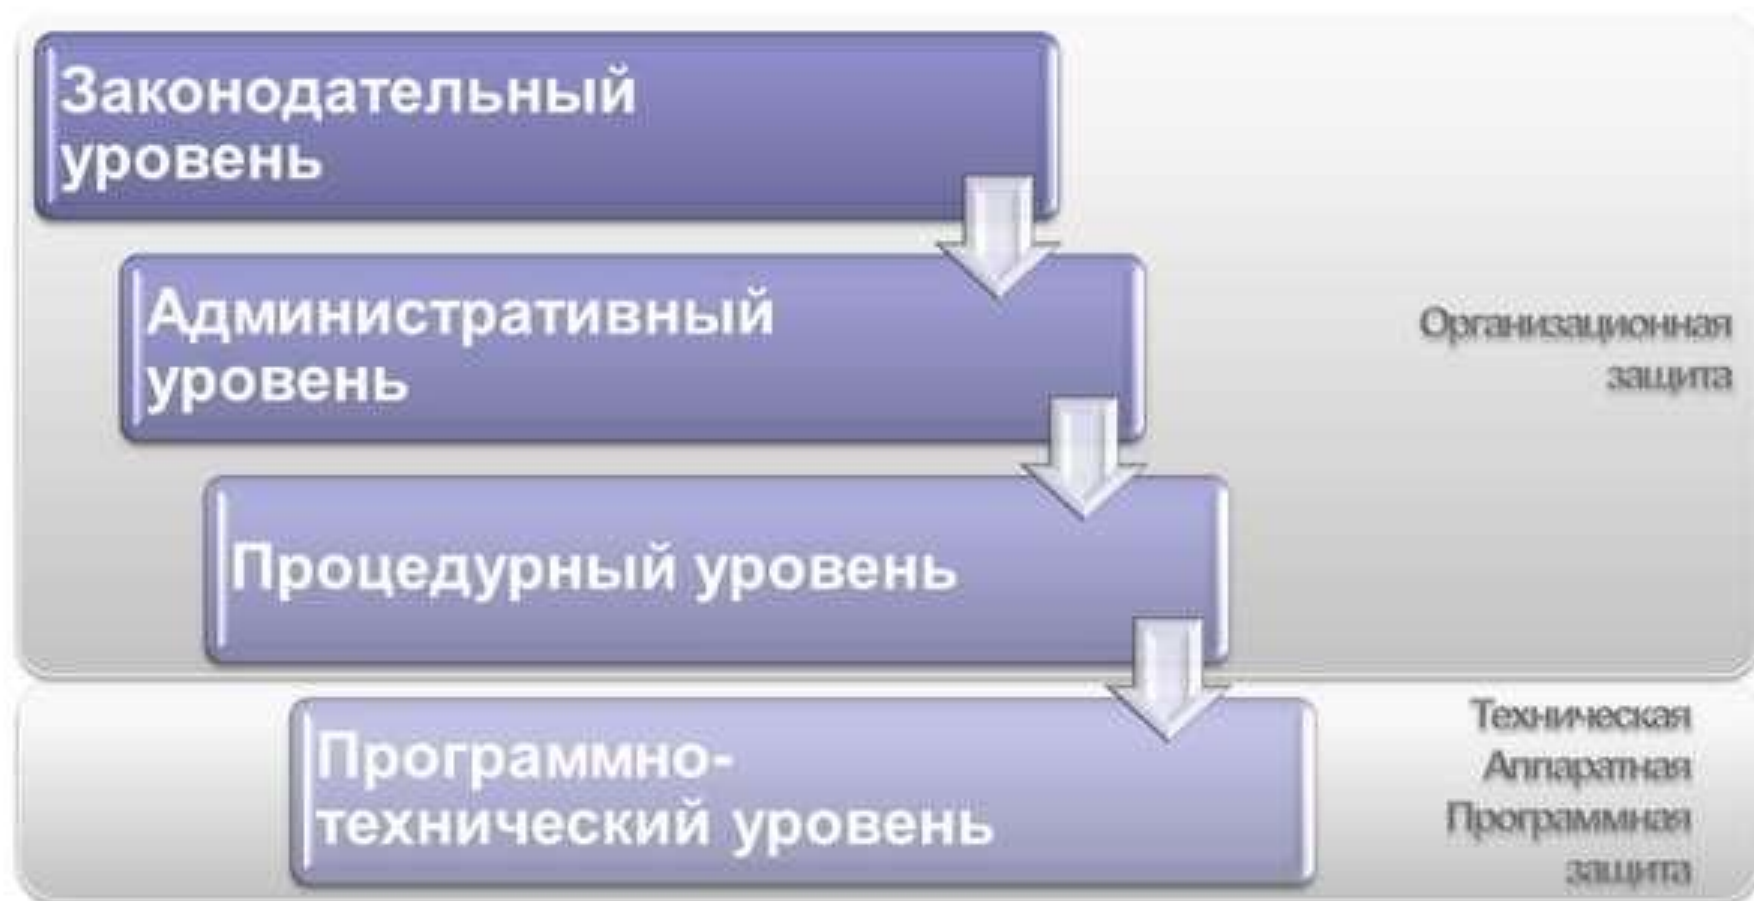 Законодательный
уровень
Административный
уровень
Организационная
защита
Процедурный уровень
Программно-
технический уровень
Техническая
Аппаратная
Программная
защита